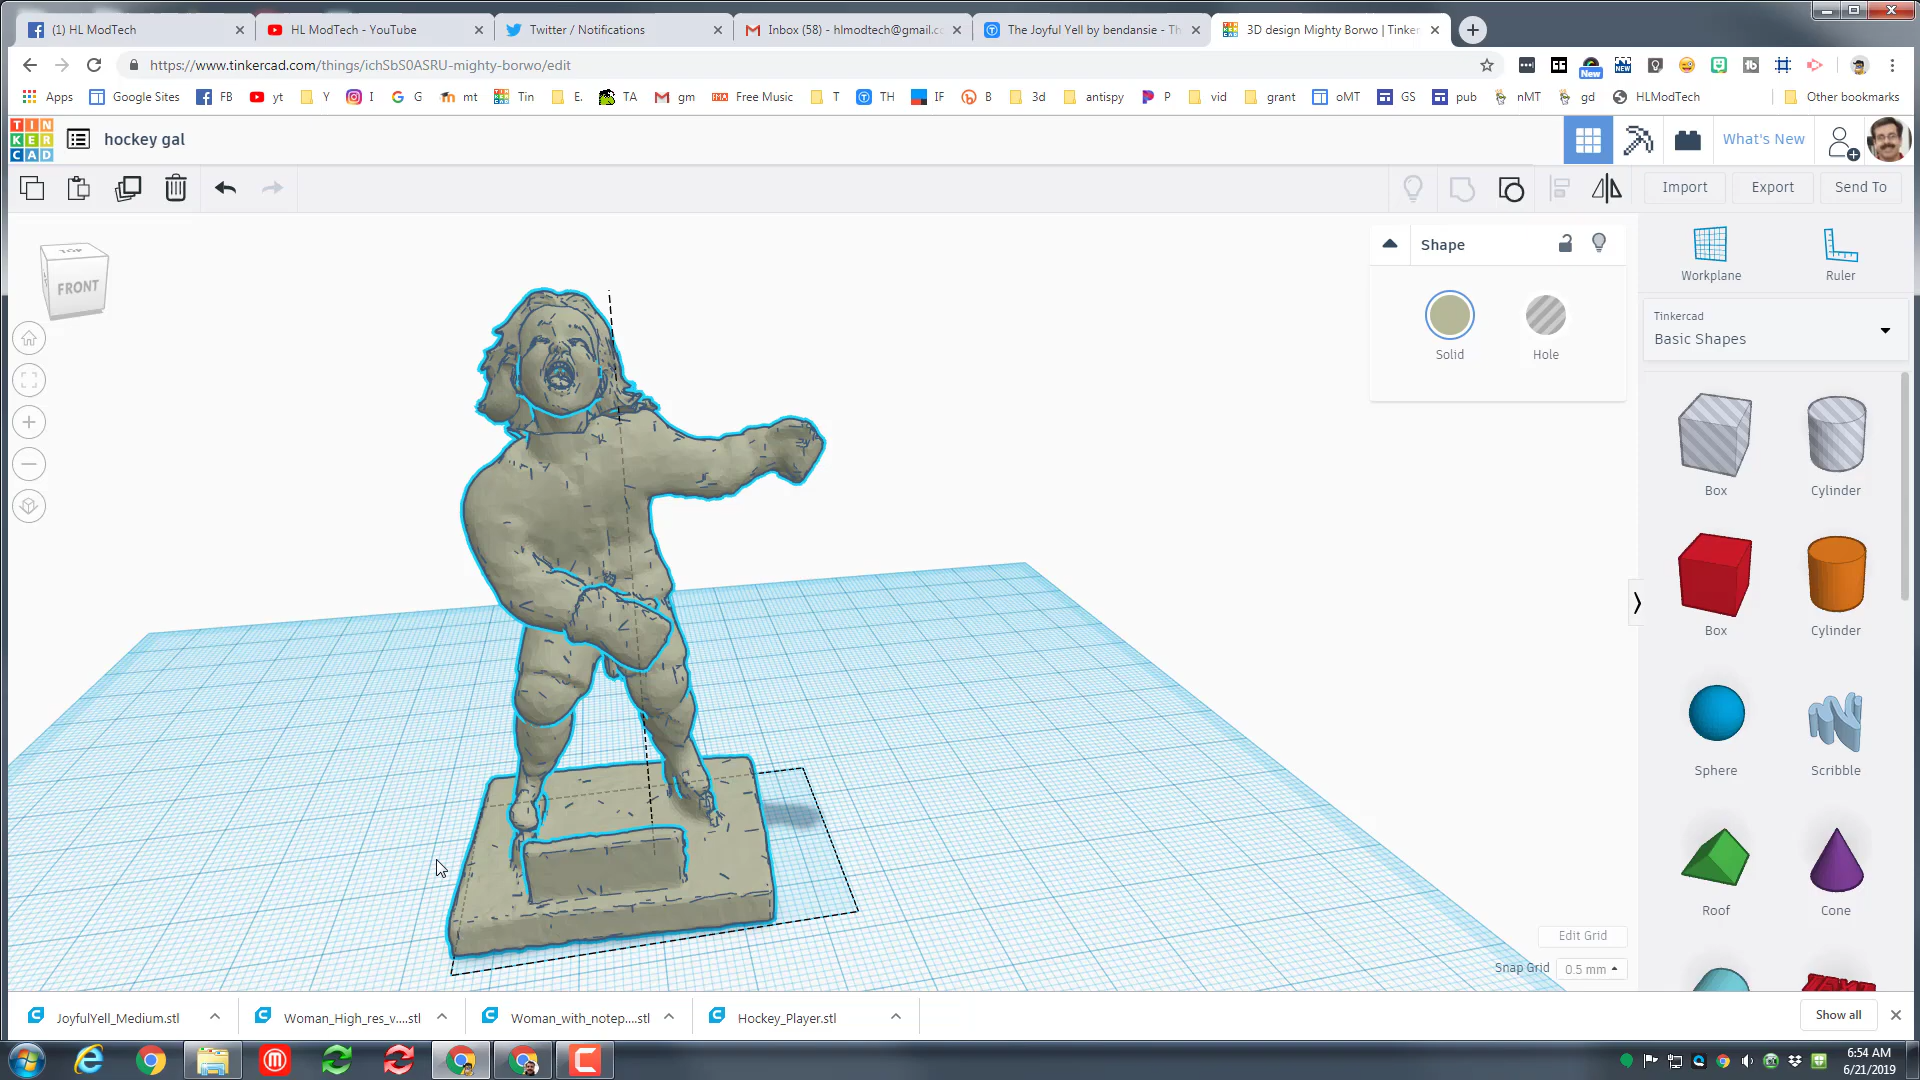 (1) HL ModTech
HL ModTech - YouTube
Twitter / Notifications
Inbox (58) - hlmodtech@gmail.c
The Joyful Yell by bendansie - Th
3D design Mighty Borwo | Tinker
https://www.tinkercad.com/things/ichSbS0ASRU-mighty-borwo/edit
New
NEW
Apps
Google Sites
FB
yt
Y
I
G
mt
Tin
E.
TA
gm
Free Music
T
TH
IF
B
3d
antispy
P
vid
grant
oMT
GS
pub
nMT
gd
HLModTech
Other bookmarks
TIN
KER
CAD
hockey gal
What's New
Import
Export
Send To
TOP
FRONT
Shape
Solid
Hole
Workplane
Ruler
Tinkercad
Basic Shapes
Box
Cylinder
Box
Cylinder
Sphere
Scribble
Roof
Cone
Edit Grid
Snap Grid
0.5 mm
JoyfulYell_Medium.stl
Woman_High_res_v....stl
Woman_with_notep....stl
Hockey_Player.stl
Show all
6:54 AM
6/21/2019